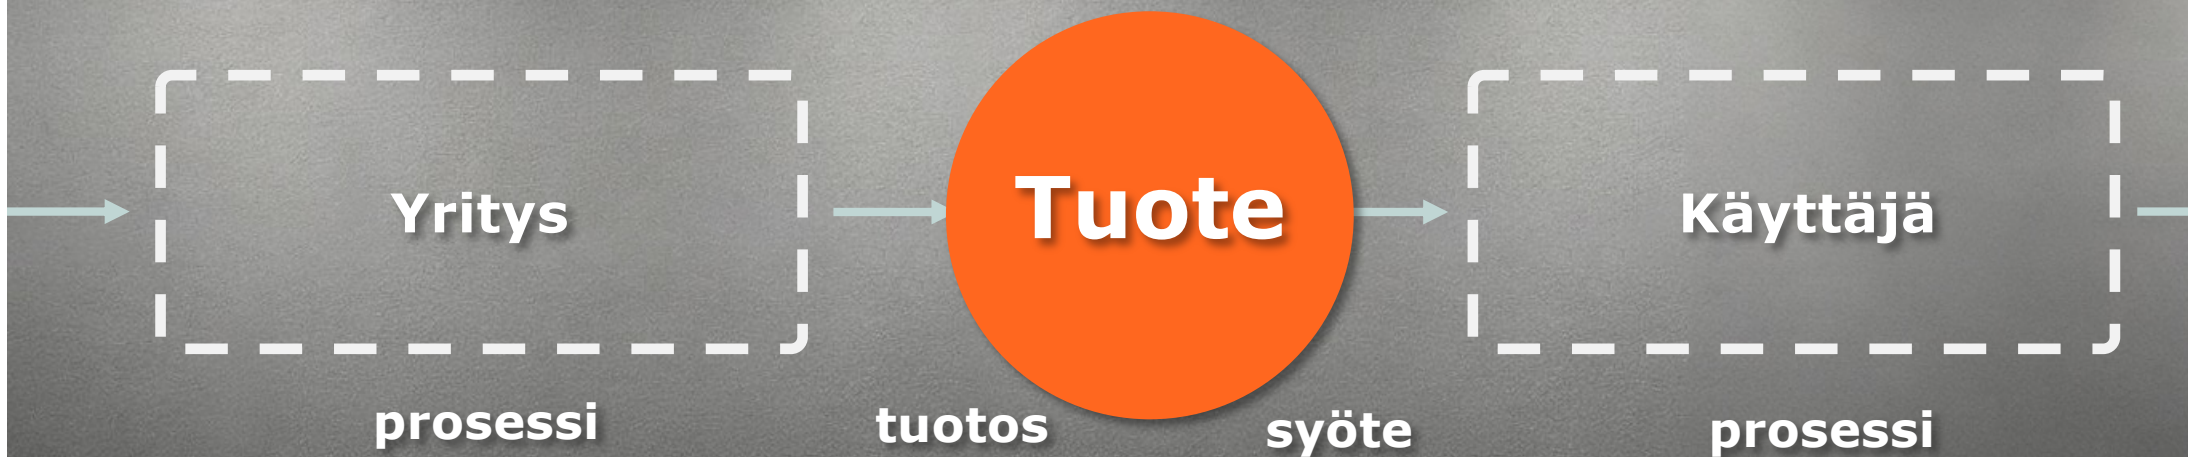 Yritys
Tuote
Käyttäjä
prosessi
tuotos
syöte
prosessi